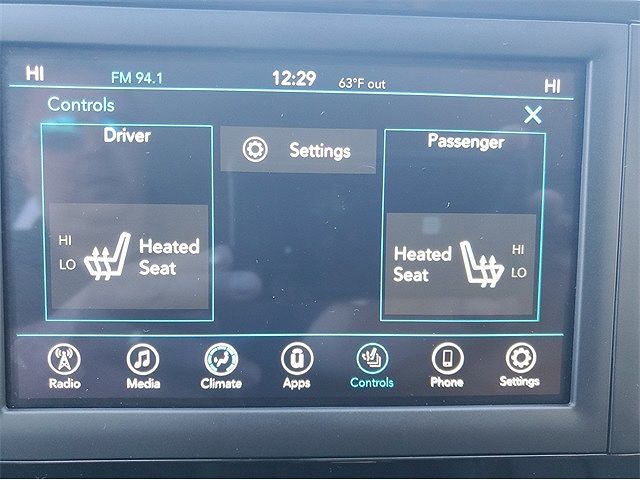 HI FM 94.1 12:29 63°F out HI
Controls
Driver
Settings
Passenger
HI
LO
Heated
Seat
Heated
Seat
HI
LO
Radio Media Climate Apps Controls Phone Settings